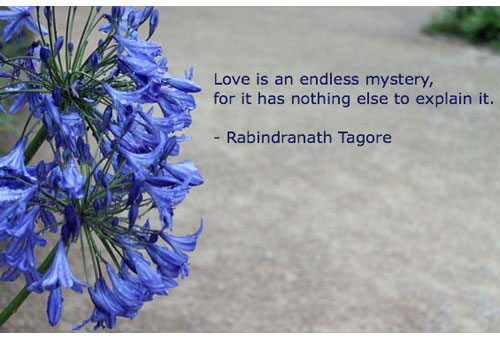 Love is an endless mystery,
for it has nothing else to explain it.
- Rabindranath Tagore